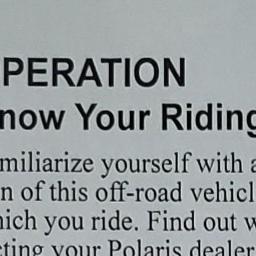 PERATION
now Your Riding
miliarize yourself with a
n of this off-road vehicl
hich you ride. Find out w
cting your Polaris dealer